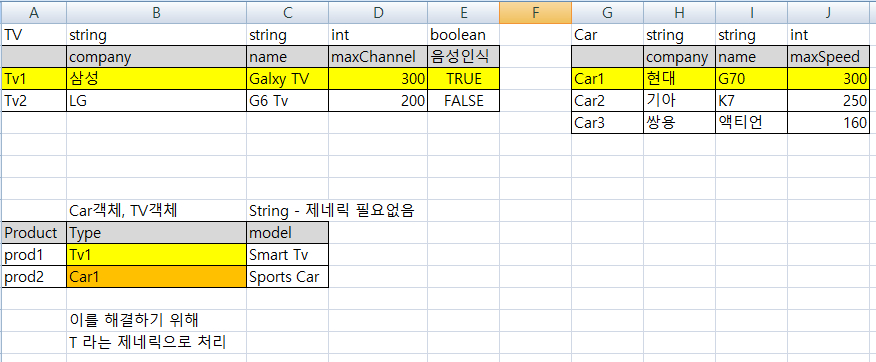 A B C D E F G H I J
TV string string int boolean Car string string int
company name maxChannel 음성인식 company name maxSpeed
Tv1 삼성 Galxy TV 300 TRUE Car1 현대 G70 300
Tv2 LG G6 Tv 200 FALSE Car2 기아 K7 250
Car3 쌍용 액티언 160
Car객체, TV객체 String - 제네릭 필요없음
Product Type model
prod1 Tv1 Smart Tv
prod2 Car1 Sports Car
이를 해결하기 위해
T 라는 제네릭으로 처리